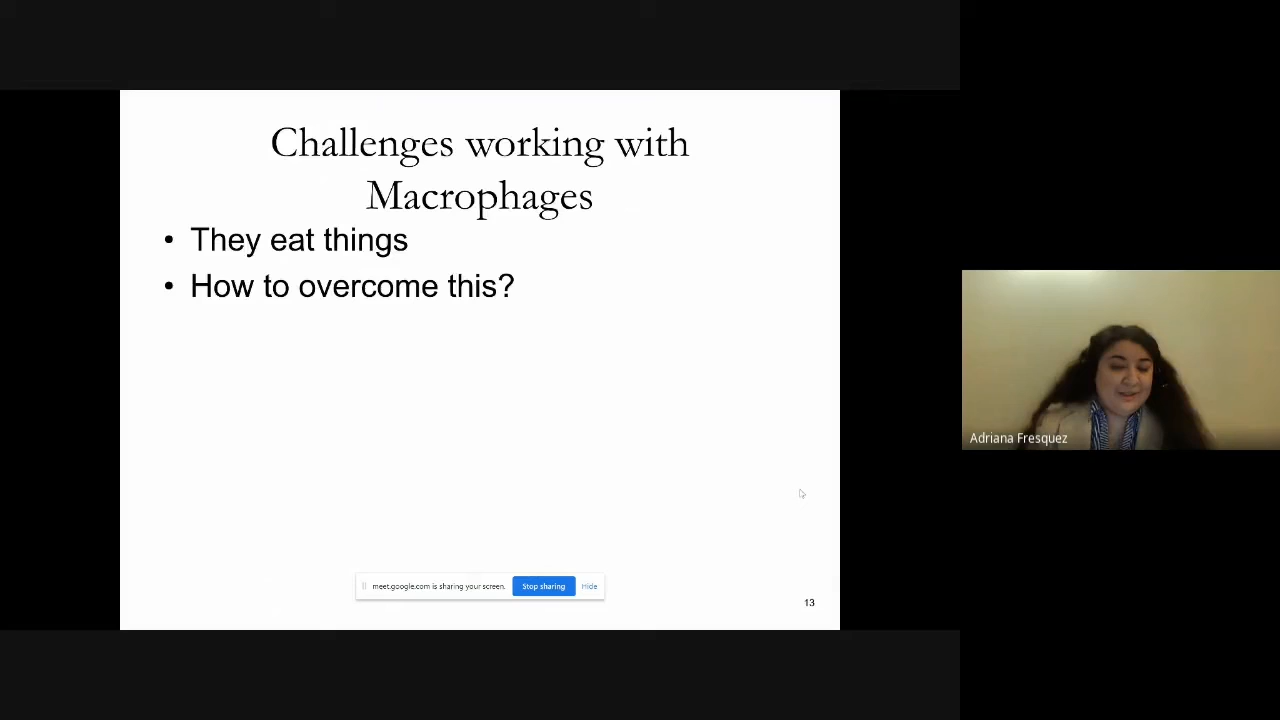 Challenges working with
Macrophages
• They eat things
• How to overcome this?
meet.google.com is sharing your screen. Stop sharing Hide
13
Adriana Fresquez